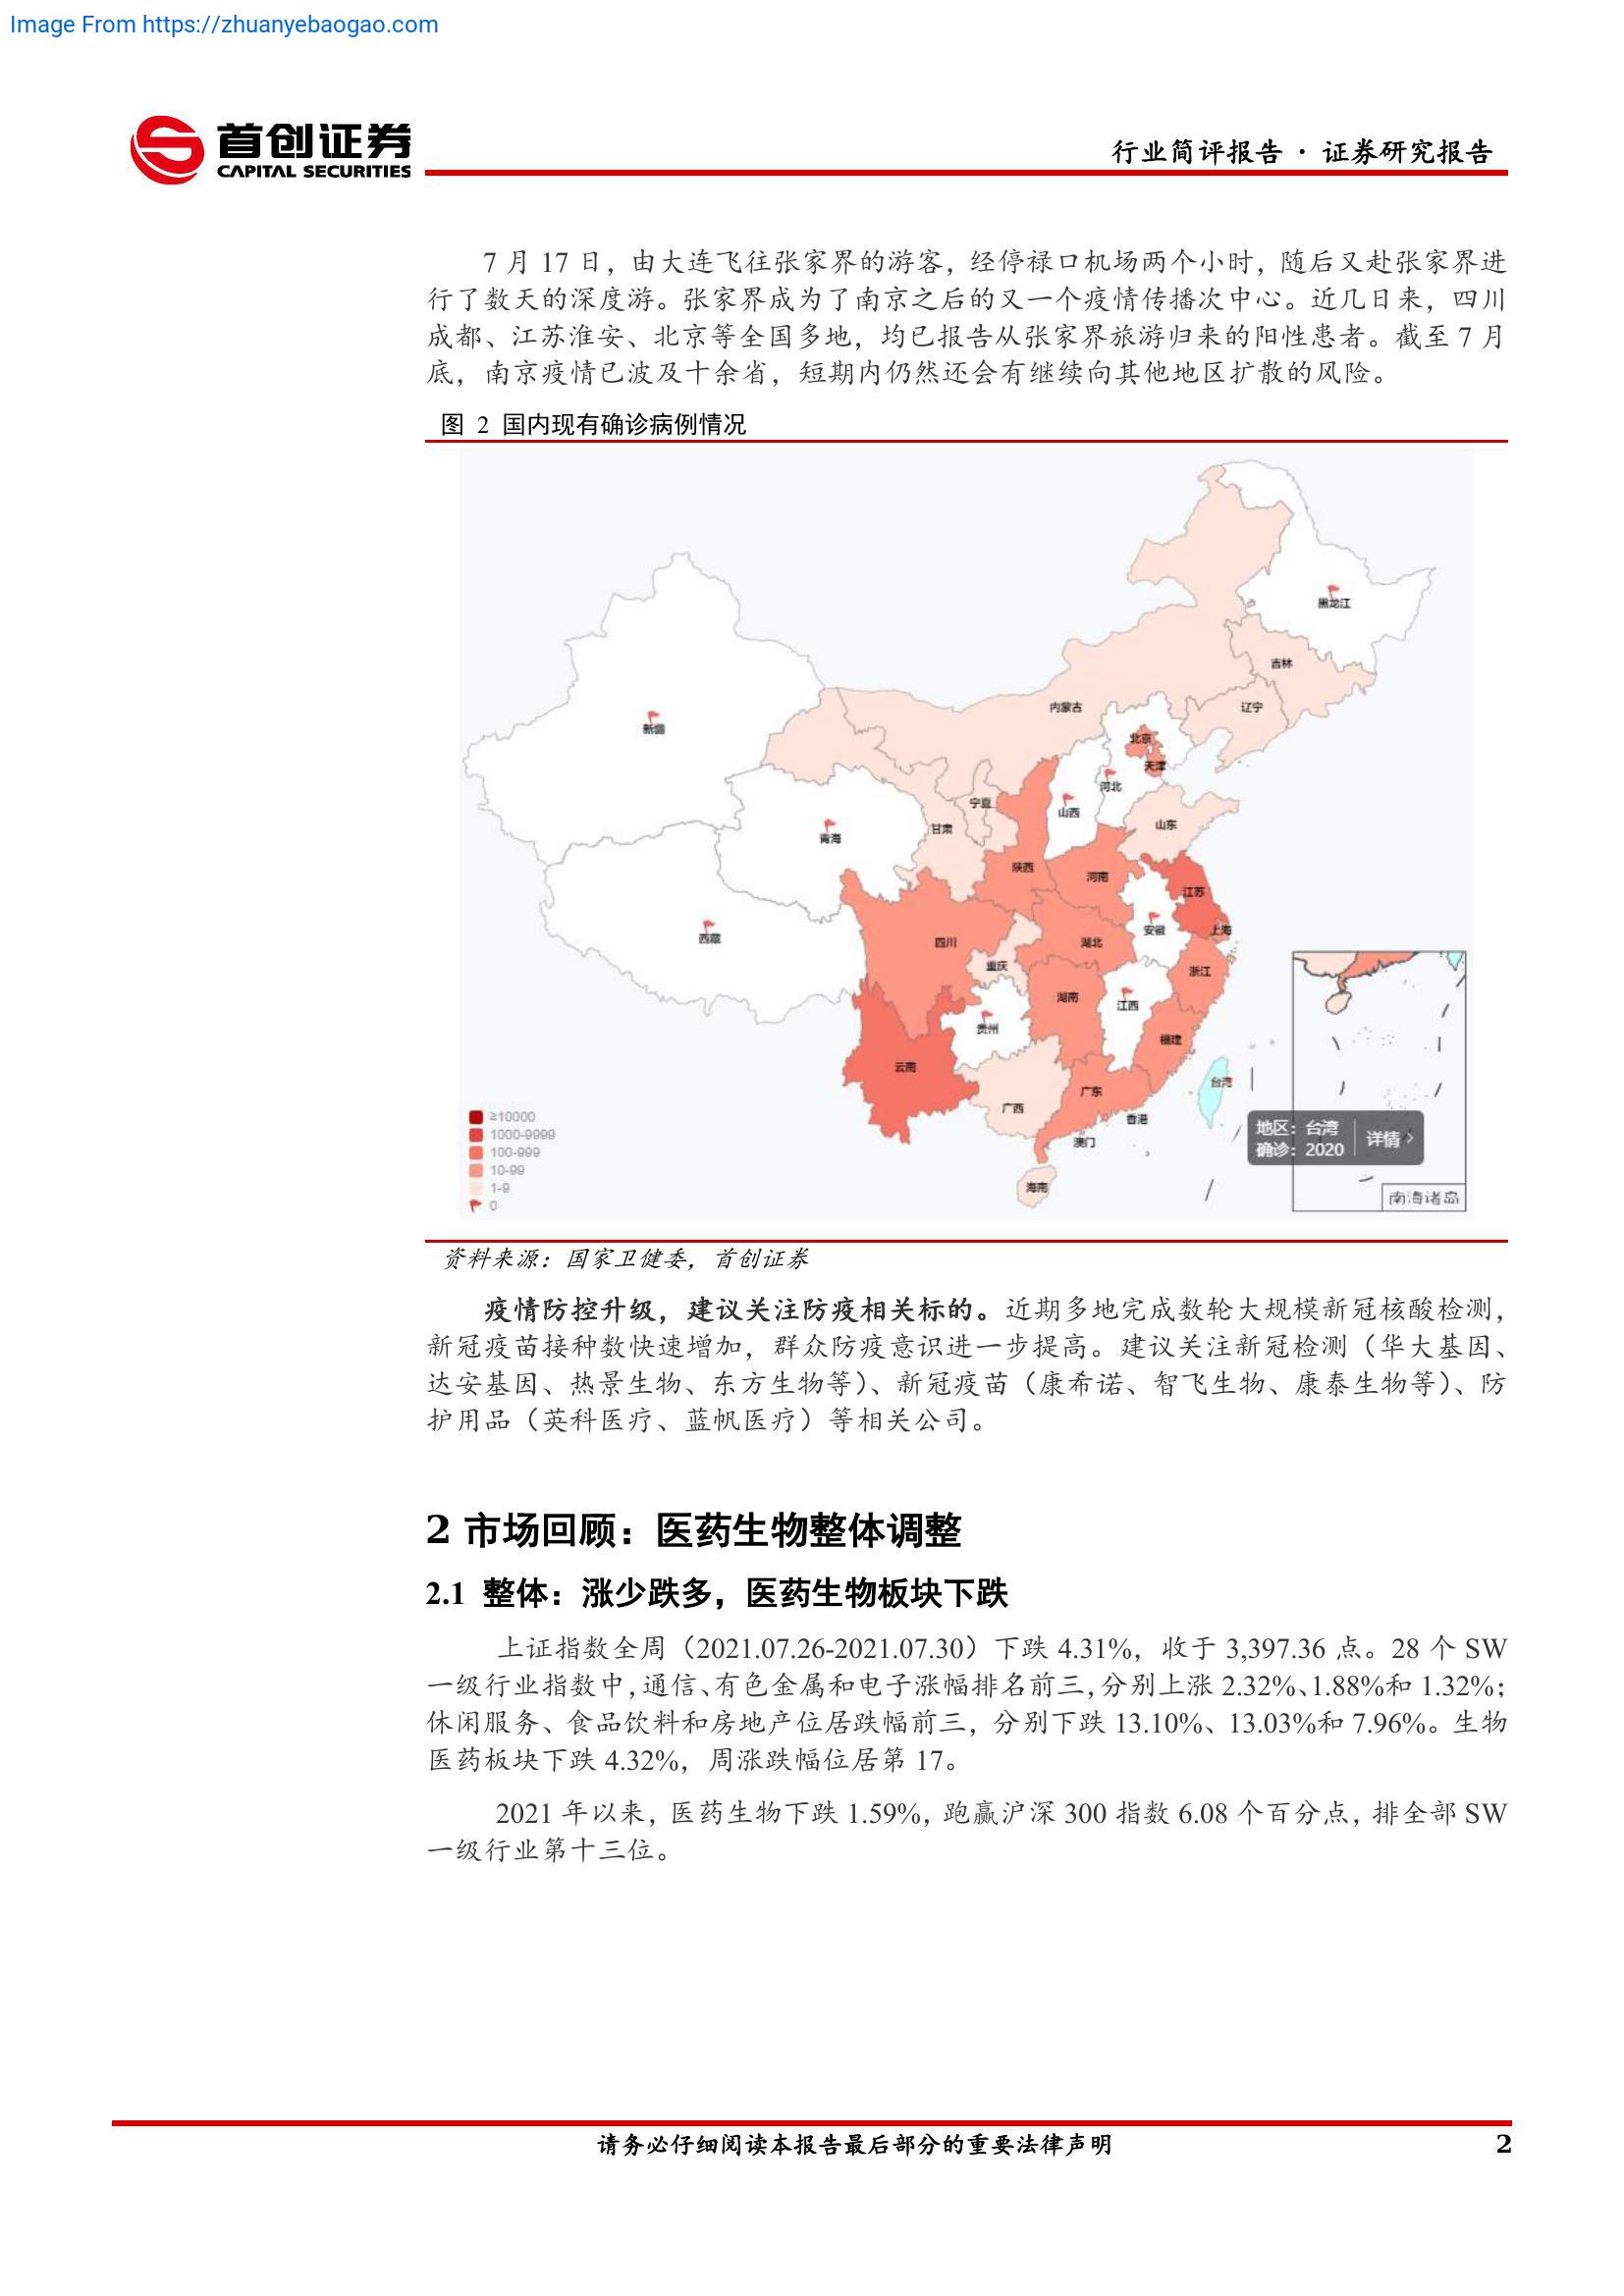 Image From https://zhuanyebaogao.com
首创证券
CAPITAL SECURITIES
行业简评报告 · 证券研究报告
7 月 17 日，由大连飞往张家界的游客，经停禄口机场两个小时，随后又赴张家界进
行了数天的深度游。张家界成为了南京之后的又一个疫情传播次中心。近几日来，四川
成都、江苏淮安、北京等全国多地，均已报告从张家界旅游归来的阳性患者。截至 7 月
底，南京疫情已波及十余省，短期内仍然还会有继续向其他地区扩散的风险。
图 2 国内现有确诊病例情况
黑龙江
吉林
内蒙古
辽宁
新疆
北京
天津
河北
宁夏
山西
山东
甘肃
青海
陕西
河南
江苏
上海
安徽
西藏
四川
湖北
重庆
浙江
湖南
江西
贵州
福建
云南
台湾
广东
广西
香港
澳门
海南
地区：台湾
确诊：2020
详情 ›
南海诸岛
≥10000
1000-9999
100-999
10-99
1-9
0
资料来源：国家卫健委，首创证券
疫情防控升级，建议关注防疫相关标的。近期多地完成数轮大规模新冠核酸检测，
新冠疫苗接种数快速增加，群众防疫意识进一步提高。建议关注新冠检测（华大基因、
达安基因、热景生物、东方生物等）、新冠疫苗（康希诺、智飞生物、康泰生物等）、防
护用品（英科医疗、蓝帆医疗）等相关公司。
2 市场回顾：医药生物整体调整
2.1 整体：涨少跌多，医药生物板块下跌
上证指数全周（2021.07.26-2021.07.30）下跌 4.31%，收于 3,397.36 点。28 个 SW
一级行业指数中，通信、有色金属和电子涨幅排名前三，分别上涨 2.32%、1.88%和 1.32%；
休闲服务、食品饮料和房地产位居跌幅前三，分别下跌 13.10%、13.03%和 7.96%。生物
医药板块下跌 4.32%，周涨跌幅位居第 17。
2021 年以来，医药生物下跌 1.59%，跑赢沪深 300 指数 6.08 个百分点，排全部 SW
一级行业第十三位。
请务必仔细阅读本报告最后部分的重要法律声明
2